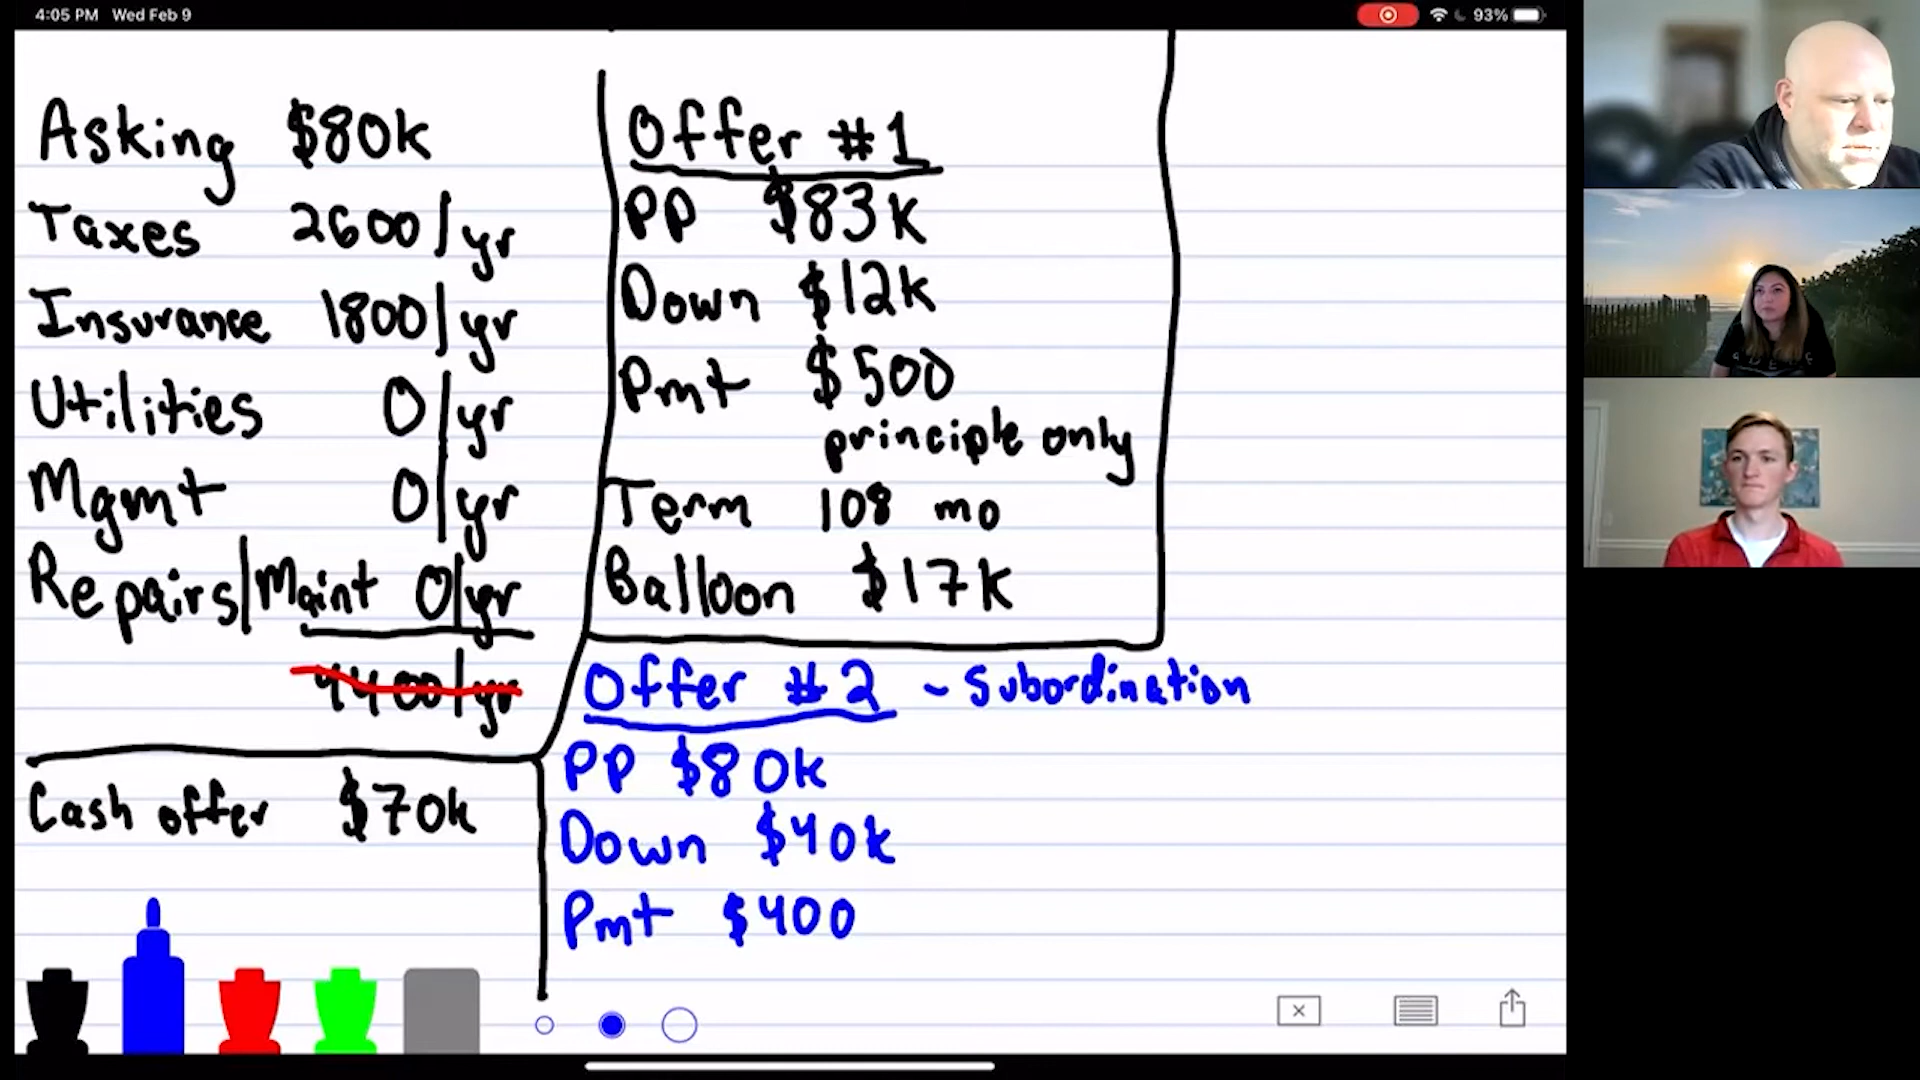 4:05 PM Wed Feb 9
93%
Asking $80k
Taxes 2600/yr
Insurance 1800/yr
Utilities 0/yr
Mgmt 0/yr
Repairs/Maint 0/yr
4400/yr
Cash offer $70k
Offer #1
PP $83k
Down $12k
Pmt $500
principle only
Term 108 mo
Balloon $17k
Offer #2 - Subordination
PP $80k
Down $40k
Pmt $400